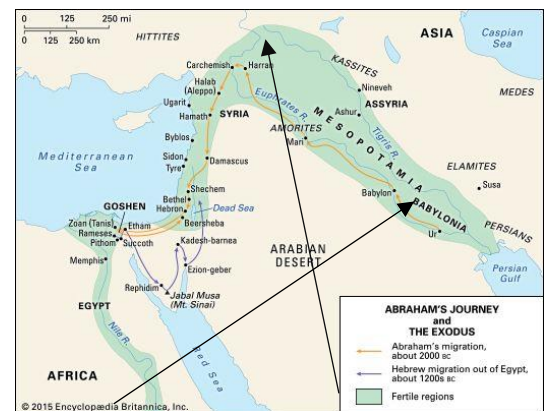 0 125 250 mi
0 125 250 km
HITTITES
ASIA
Caspian
Sea
Carchemish
Harran
KASSITES
Nineveh
MEDES
Halab
(Aleppo)
Euphrates R.
ASSYRIA
Ugarit
Ashur
Hamath
SYRIA
MESOPOTAMIA
Tigris R.
AMORITES
Mari
Byblos
Mediterranean
Sea
Sidon
Tyre
Damascus
ELAMITES
Susa
Babylon
BABYLONIA
Shechem
GOSHEN
Bethel
Hebron
Dead Sea
Zoan (Tanis)
Etham
Beersheba
Rameses
Pithom
Succoth
Kadesh-barnea
ARABIAN
DESERT
Ur
PERSIANS
Persian
Gulf
Memphis
Ezion-geber
Rephidim
Jabal Musa
(Mt. Sinai)
EGYPT
Nile R.
Red Sea
AFRICA
ABRAHAM'S JOURNEY
and
THE EXODUS
Abraham's migration,
about 2000 BC
Hebrew migration out of Egypt,
about 1200s BC
Fertile regions
© 2015 Encyclopædia Britannica, Inc.